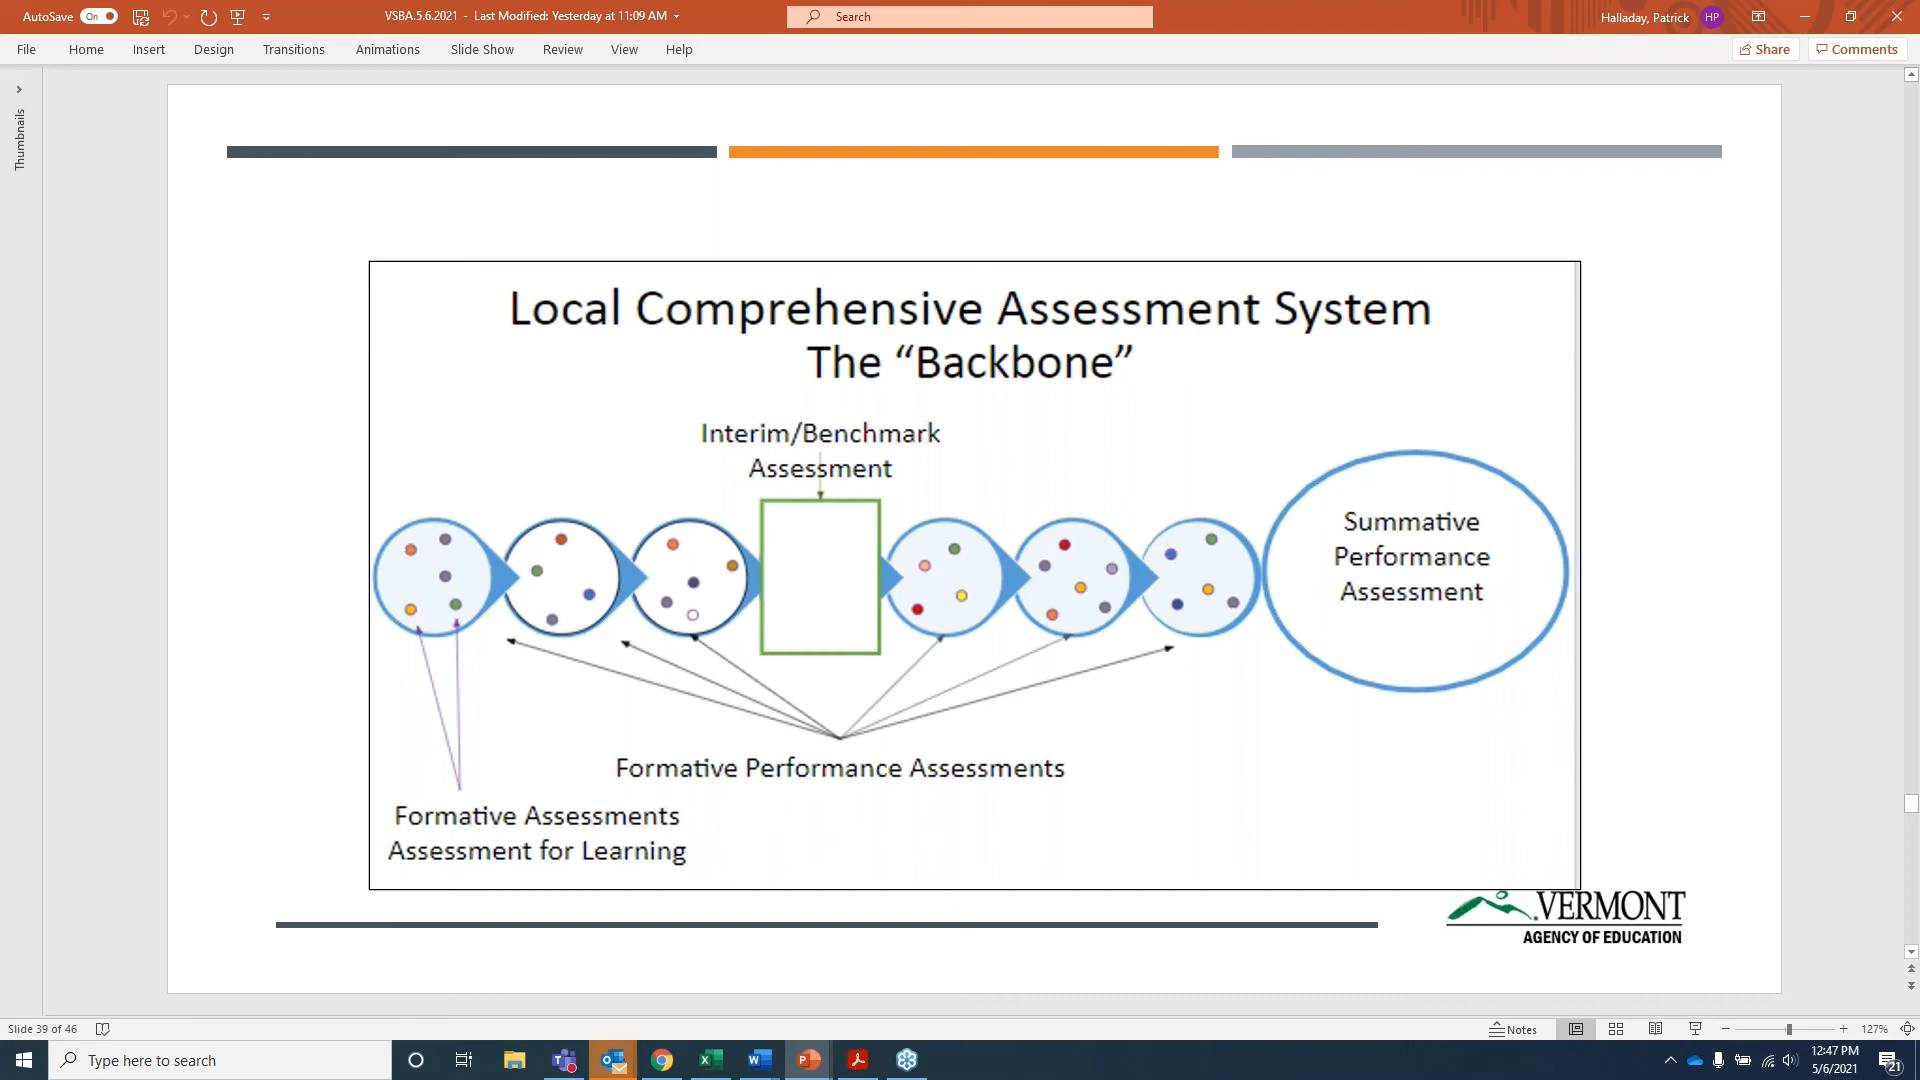 AutoSave On VSBA.5.6.2021 - Last Modified: Yesterday at 11:09 AM Search Halladay, Patrick HP
File Home Insert Design Transitions Animations Slide Show Review View Help Share Comments
Thumbnails
Local Comprehensive Assessment System
The “Backbone”
Interim/Benchmark
Assessment
Summative
Performance
Assessment
Formative Performance Assessments
Formative Assessments
Assessment for Learning
VERMONT
AGENCY OF EDUCATION
Slide 39 of 46 Notes 127%
Type here to search
12:47 PM
5/6/2021
21